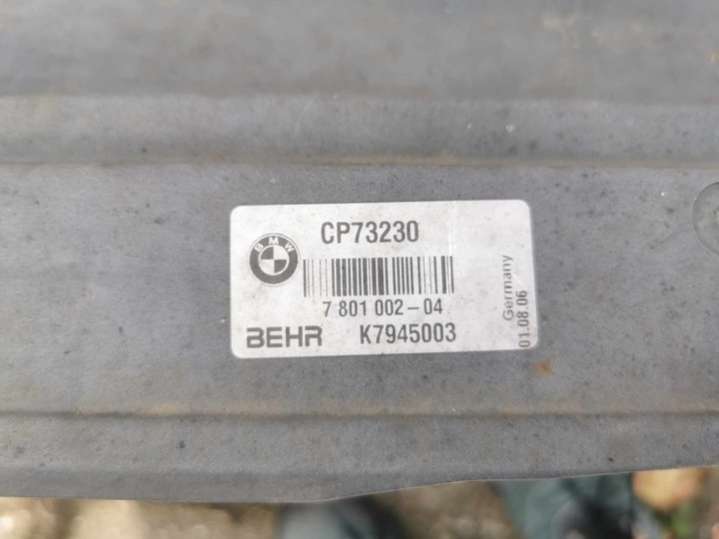 CP73230
BMW
7 801 002-04
BEHR K7945003
Germany
01.08.06